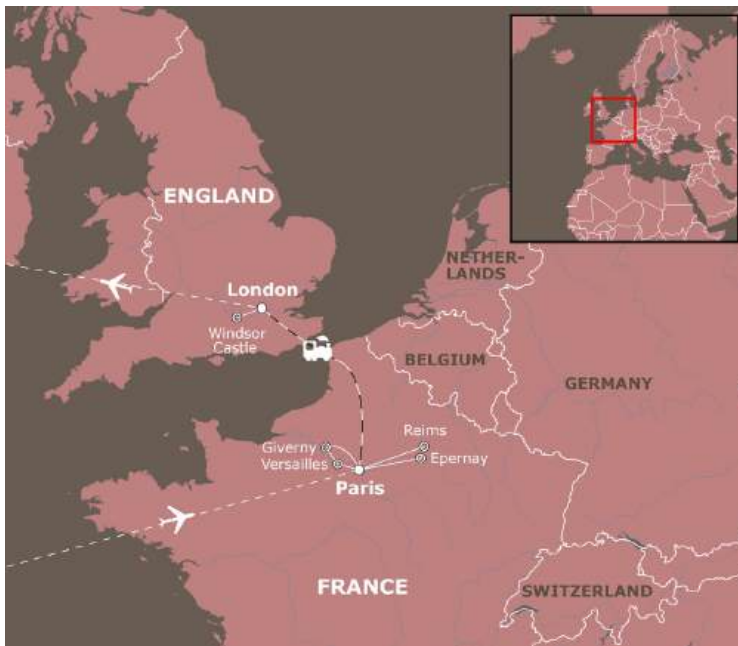 ENGLAND
NETHER-
LANDS
London
Windsor
Castle
BELGIUM
GERMANY
Reims
Giverny
Versailles
Epernay
Paris
FRANCE
SWITZERLAND